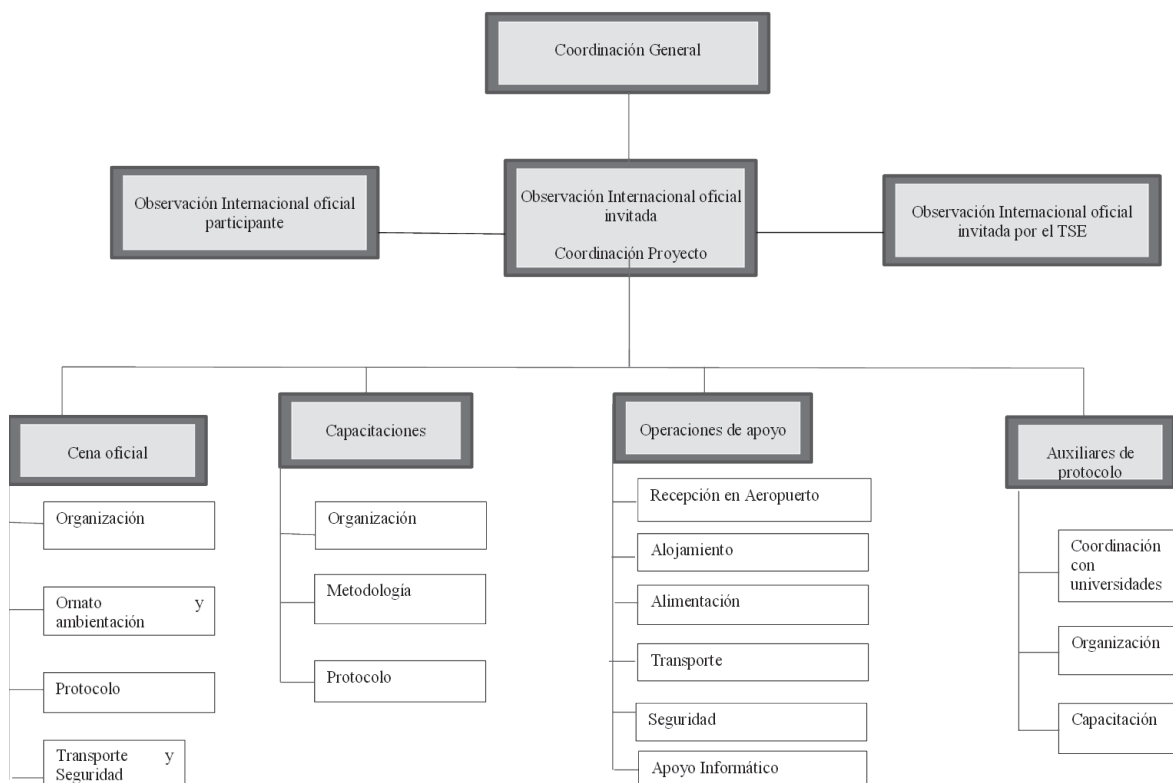 Coordinación General
Observación Internacional oficial
participante
Observación Internacional oficial
invitada
Coordinación Proyecto
Observación Internacional oficial
invitada por el TSE
Cena oficial
Organización
Ornato y
ambientación
Protocolo
Transporte y
Seguridad
Capacitaciones
Organización
Metodología
Protocolo
Operaciones de apoyo
Recepción en Aeropuerto
Alojamiento
Alimentación
Transporte
Seguridad
Apoyo Informático
Auxiliares de
protocolo
Coordinación
con
universidades
Organización
Capacitación